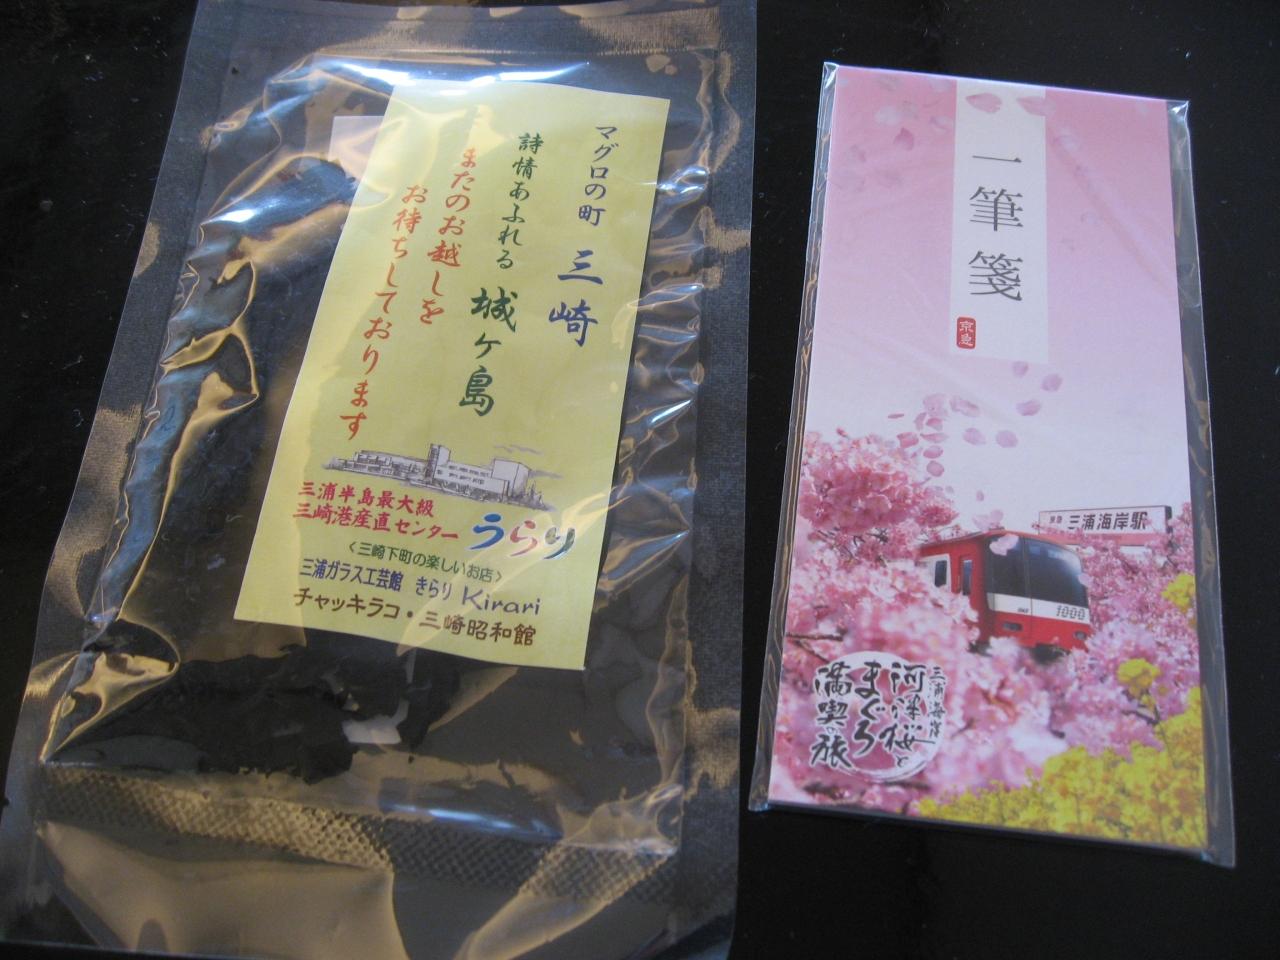 マグロの町 三崎
詩情あふれる 城ヶ島
またのお越しを
お待ちしております
三浦半島最大級
三崎港産直センター うらり
〈三崎下町の楽しいお店〉
三浦ガラス工芸館 きらり Kirari
チャッキラコ・三崎昭和館
一筆箋
京急
三浦海岸駅
1000
三浦海岸
河津桜と
まぐろ
満喫の旅